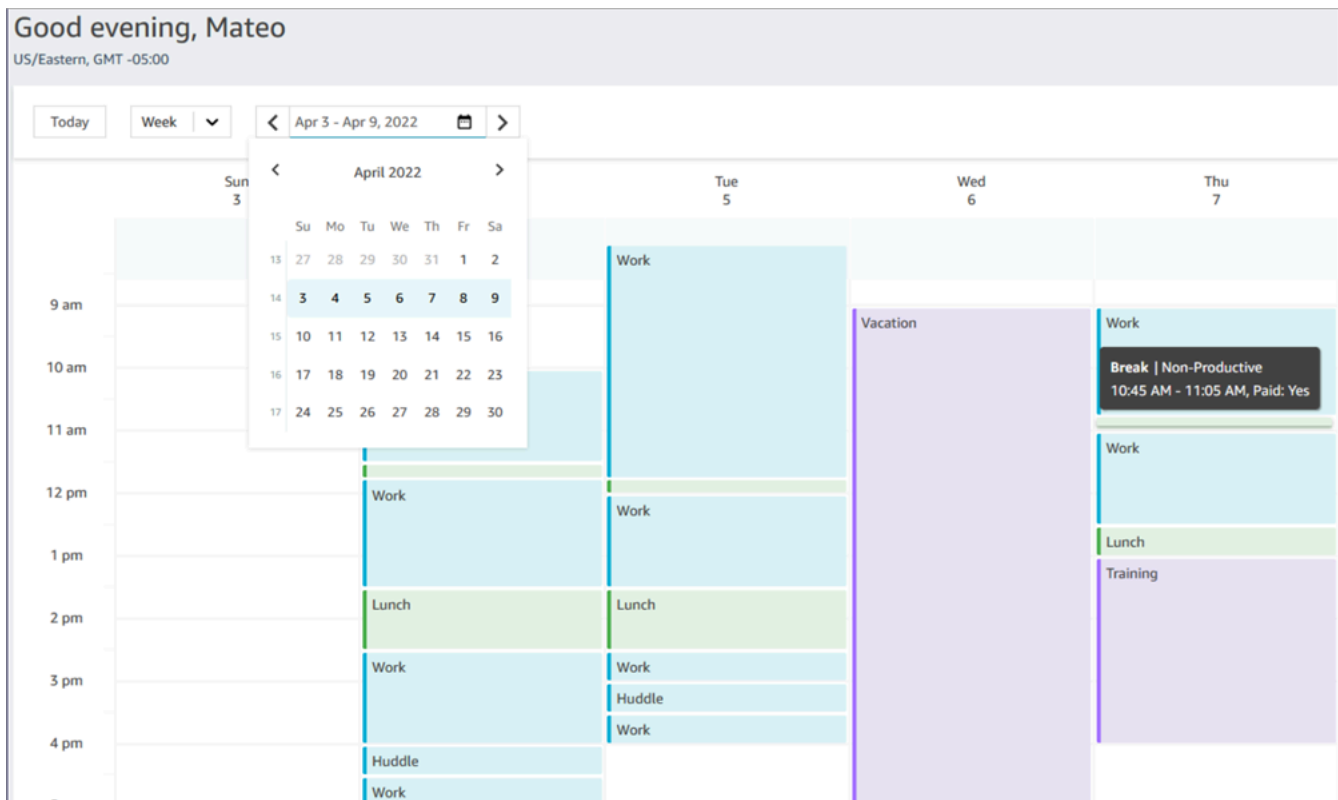 Good evening, Mateo
US/Eastern, GMT -05:00
Today
Week
Apr 3 - Apr 9, 2022
April 2022
Su Mo Tu We Th Fr Sa
13 27 28 29 30 31 1 2
14 3 4 5 6 7 8 9
15 10 11 12 13 14 15 16
16 17 18 19 20 21 22 23
17 24 25 26 27 28 29 30
Sun
3
Tue
5
Wed
6
Thu
7
9 am
10 am
11 am
12 pm
1 pm
2 pm
3 pm
4 pm
Work
Lunch
Work
Huddle
Work
Work
Work
Lunch
Work
Huddle
Work
Vacation
Work
Break | Non-Productive
10:45 AM - 11:05 AM, Paid: Yes
Work
Lunch
Training